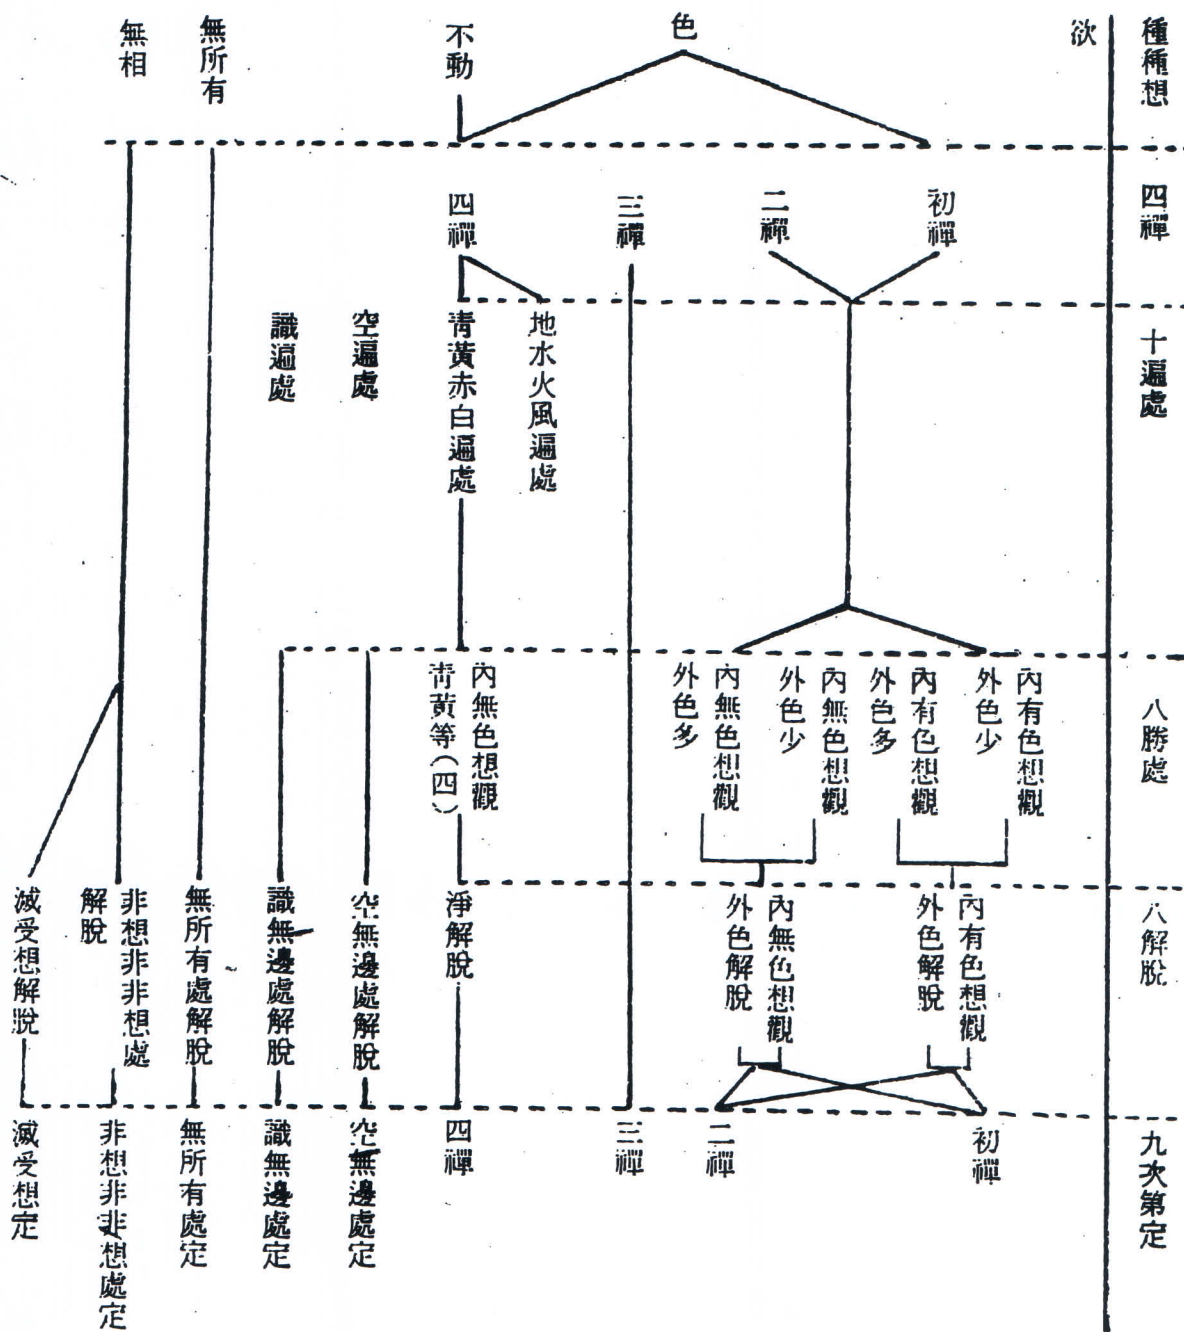 種種想
欲
色
不動
無所有
無相
四禪
初禪
二禪
三禪
四禪
十遍處
地水火風遍處
青黃赤白遍處
空遍處
識遍處
八勝處
內有色想觀
外色少
內有色想觀
外色多
內無色想觀
外色少
內無色想觀
外色多
內無色想觀
青黃等(四)
八解脫
內有色想觀
外色解脫
內無色想觀
外色解脫
淨解脫
空無邊處解脫
識無邊處解脫
無所有處解脫
非想非非想處
解脫
滅受想解脫
九次第定
初禪
二禪
三禪
四禪
空無邊處定
識無邊處定
無所有處定
非想非非想處定
滅受想定